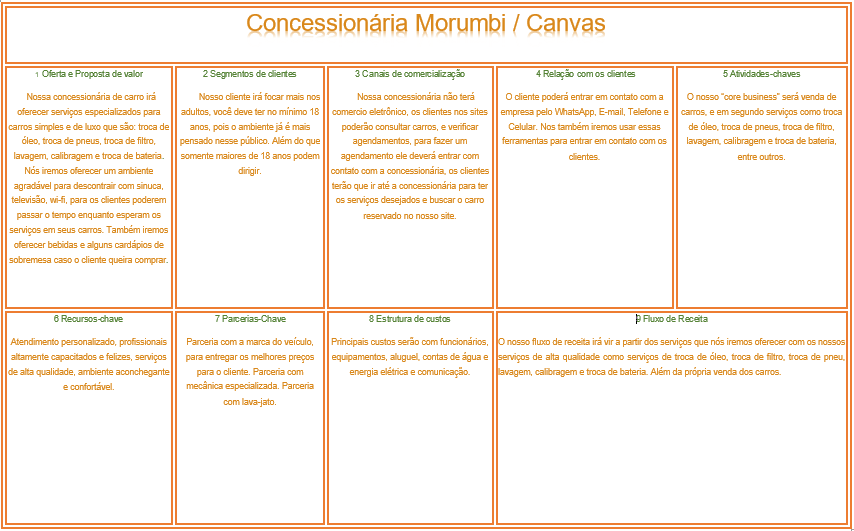 Concessionária Morumbi / Canvas
1 Oferta e Proposta de valor
Nossa concessionária de carro irá
oferecer serviços especializados para
carros simples e de luxo que são: troca de
óleo, troca de pneus, troca de filtro,
lavagem, calibragem e troca de bateria.
Nós iremos oferecer um ambiente
agradável para descontrair com sinuca,
televisão, wi-fi, para os clientes poderem
passar o tempo enquanto esperam os
serviços em seus carros. Também iremos
oferecer bebidas e alguns cardápios de
sobremesa caso o cliente queira comprar.
2 Segmentos de clientes
Nosso cliente irá focar mais nos
adultos, você deve ter no mínimo 18
anos, pois o ambiente já é mais
pensado nesse público. Além do que
somente maiores de 18 anos podem
dirigir.
3 Canais de comercialização
Nossa concessionária não terá
comercio eletrônico, os clientes nos sites
poderão consultar carros, e verificar
agendamentos, para fazer um
agendamento ele deverá entrar com
contato com a concessionária, os clientes
terão que ir até a concessionária para ter
os serviços desejados e buscar o carro
reservado no nosso site.
4 Relação com os clientes
O cliente poderá entrar em contato com a
empresa pelo WhatsApp, E-mail, Telefone e
Celular. Nos também iremos usar essas
ferramentas para entrar em contato com os
clientes.
5 Atividades-chaves
O nosso “core business” será venda de
carros, e em segundo serviços como troca
de óleo, troca de pneus, troca de filtro,
lavagem, calibragem e troca de bateria,
entre outros.
6 Recursos-chave
Atendimento personalizado, profissionais
altamente capacitados e felizes, serviços
de alta qualidade, ambiente aconchegante
e confortável.
7 Parcerias-Chave
Parceria com a marca do veículo,
para entregar os melhores preços
para o cliente. Parceria com
mecânica especializada. Parceria
com lava-jato.
8 Estrutura de custos
Principais custos serão com funcionários,
equipamentos, aluguel, contas de água e
energia elétrica e comunicação.
9 Fluxo de Receita
O nosso fluxo de receita irá vir a partir dos serviços que nós iremos oferecer com os nossos
serviços de alta qualidade como serviços de troca de óleo, troca de filtro, troca de pneu,
lavagem, calibragem e troca de bateria. Além da própria venda dos carros.